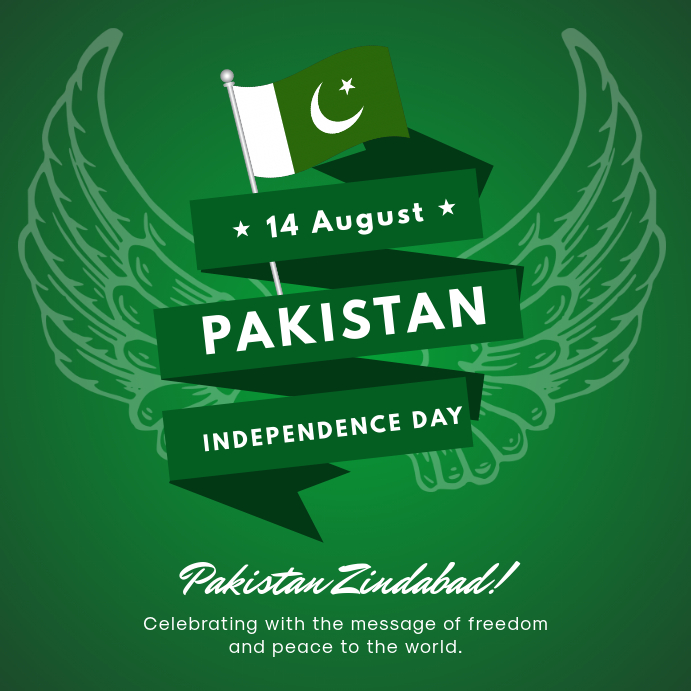 14 August
PAKISTAN
INDEPENDENCE DAY
Pakistan Zindabad!
Celebrating with the message of freedom
and peace to the world.